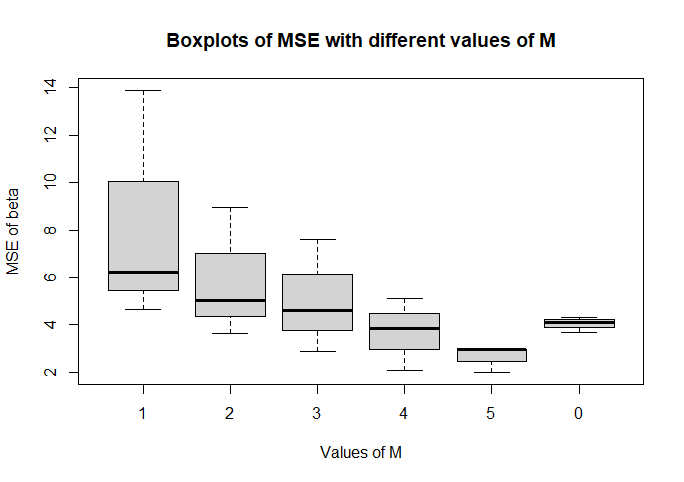 Boxplots of MSE with different values of M
MSE of beta
14
12
10
8
6
4
2
1 2 3 4 5 0
Values of M